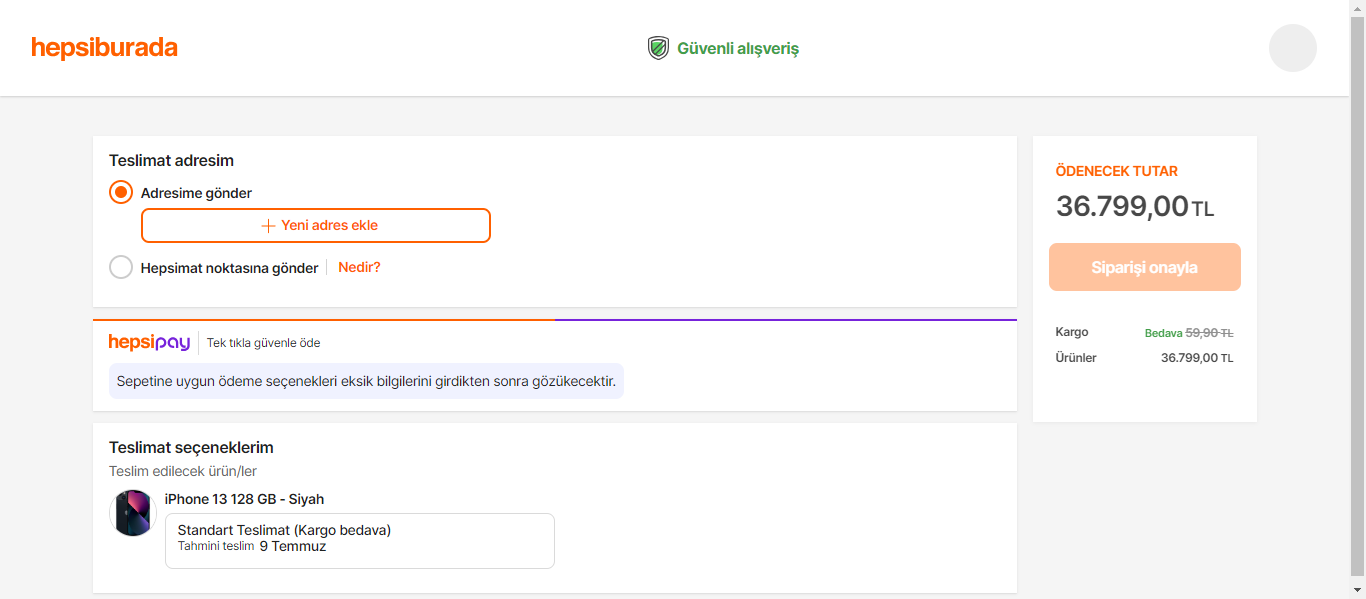 hepsiburada
Güvenli alışveriş
Teslimat adresim
Adresime gönder
Yeni adres ekle
Hepsimat noktasına gönder
Nedir?
hepsipay
Tek tıkla güvenle öde
Sepetine uygun ödeme seçenekleri eksik bilgilerini girdikten sonra gözükecektir.
Teslimat seçeneklerim
Teslim edilecek ürün/ler
iPhone 13 128 GB - Siyah
Standart Teslimat (Kargo bedava)
Tahmini teslim 9 Temmuz
ÖDENECEK TUTAR
36.799,00 TL
Siparişi onayla
Kargo Bedava 59,90 TL
Ürünler 36.799,00 TL